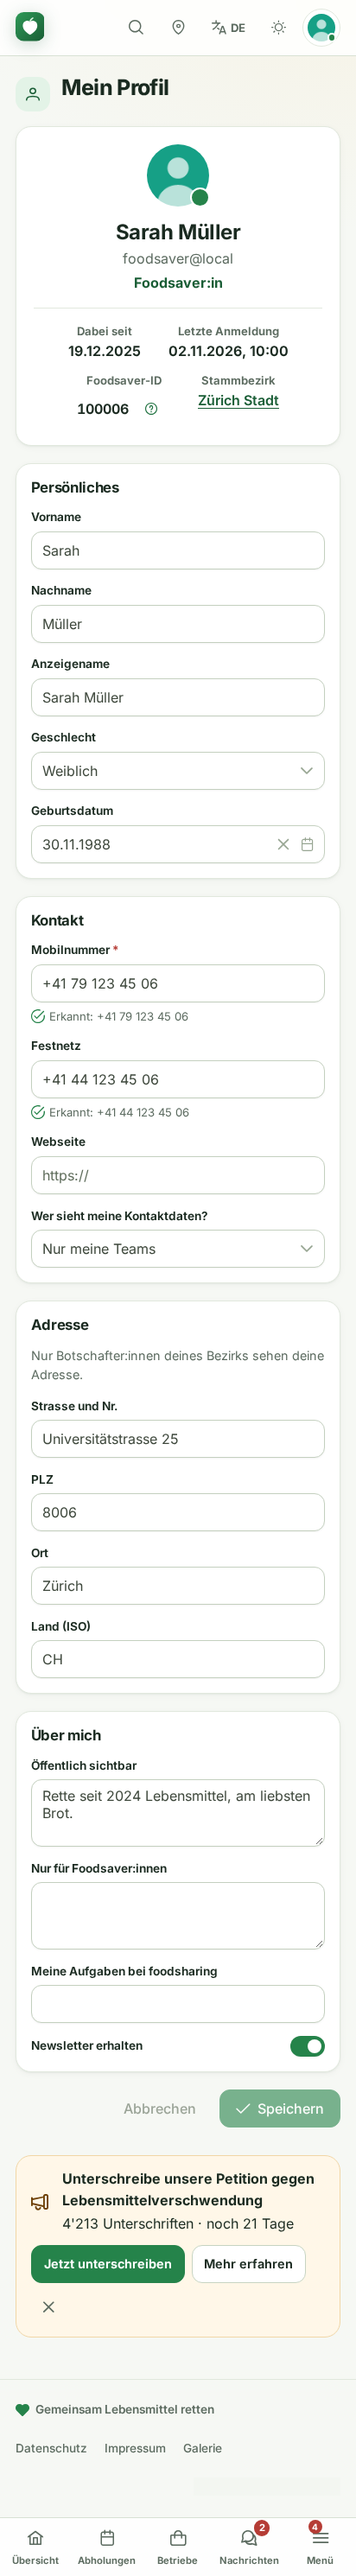 DE
Mein Profil
Sarah Müller
foodsaver@local
Foodsaver:in
Dabei seit
19.12.2025
Letzte Anmeldung
02.11.2026, 10:00
Foodsaver-ID
100006
Stammbezirk
Zürich Stadt
Persönliches
Vorname
Sarah
Nachname
Müller
Anzeigename
Sarah Müller
Geschlecht
Weiblich
Geburtsdatum
30.11.1988
Kontakt
Mobilnummer *
+41 79 123 45 06
Erkannt: +41 79 123 45 06
Festnetz
+41 44 123 45 06
Erkannt: +41 44 123 45 06
Webseite
https://
Wer sieht meine Kontaktdaten?
Nur meine Teams
Adresse
Nur Botschafter:innen deines Bezirks sehen deine
Adresse.
Strasse und Nr.
Universitätstrasse 25
PLZ
8006
Ort
Zürich
Land (ISO)
CH
Über mich
Öffentlich sichtbar
Rette seit 2024 Lebensmittel, am liebsten
Brot.
Nur für Foodsaver:innen
Meine Aufgaben bei foodsharing
Newsletter erhalten
Abbrechen
Speichern
Unterschreibe unsere Petition gegen
Lebensmittelverschwendung
4'213 Unterschriften · noch 21 Tage
Jetzt unterschreiben
Mehr erfahren
Gemeinsam Lebensmittel retten
Datenschutz
Impressum
Galerie
Übersicht
Abholungen
Betriebe
2
Nachrichten
4
Menü